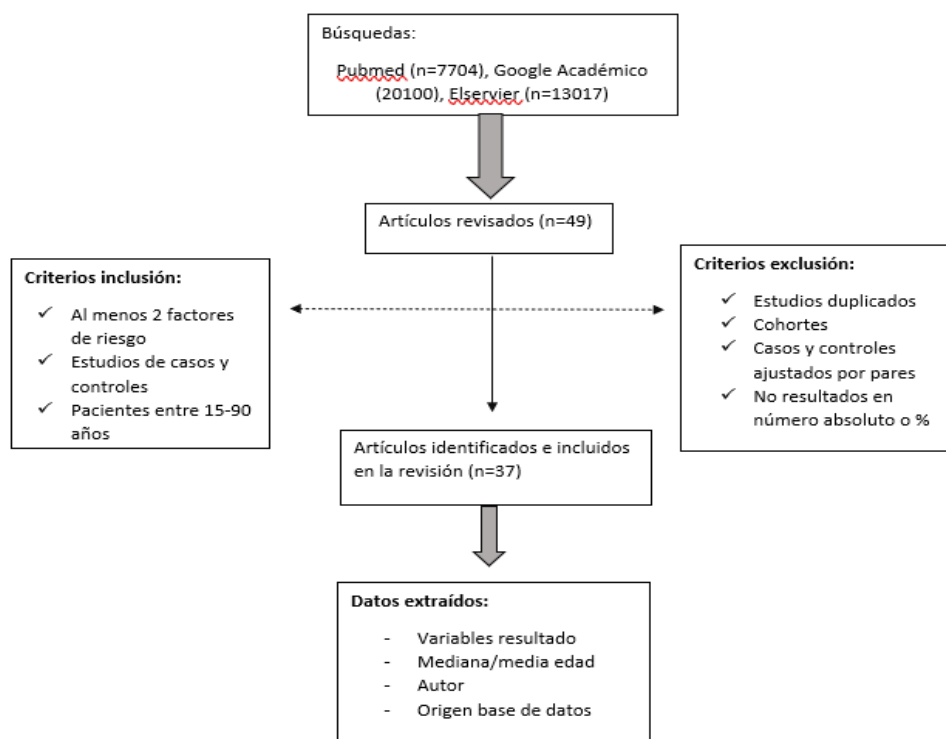 Búsquedas:
Pubmed (n=7704), Google Académico
(20100), Elservier (n=13017)
Artículos revisados (n=49)
Criterios inclusión:
✓ Al menos 2 factores
de riesgo
✓ Estudios de casos y
controles
✓ Pacientes entre 15-90
años
Criterios exclusión:
✓ Estudios duplicados
✓ Cohortes
✓ Casos y controles
ajustados por pares
✓ No resultados en
número absoluto o %
Artículos identificados e incluidos
en la revisión (n=37)
Datos extraídos:
- Variables resultado
- Mediana/media edad
- Autor
- Origen base de datos